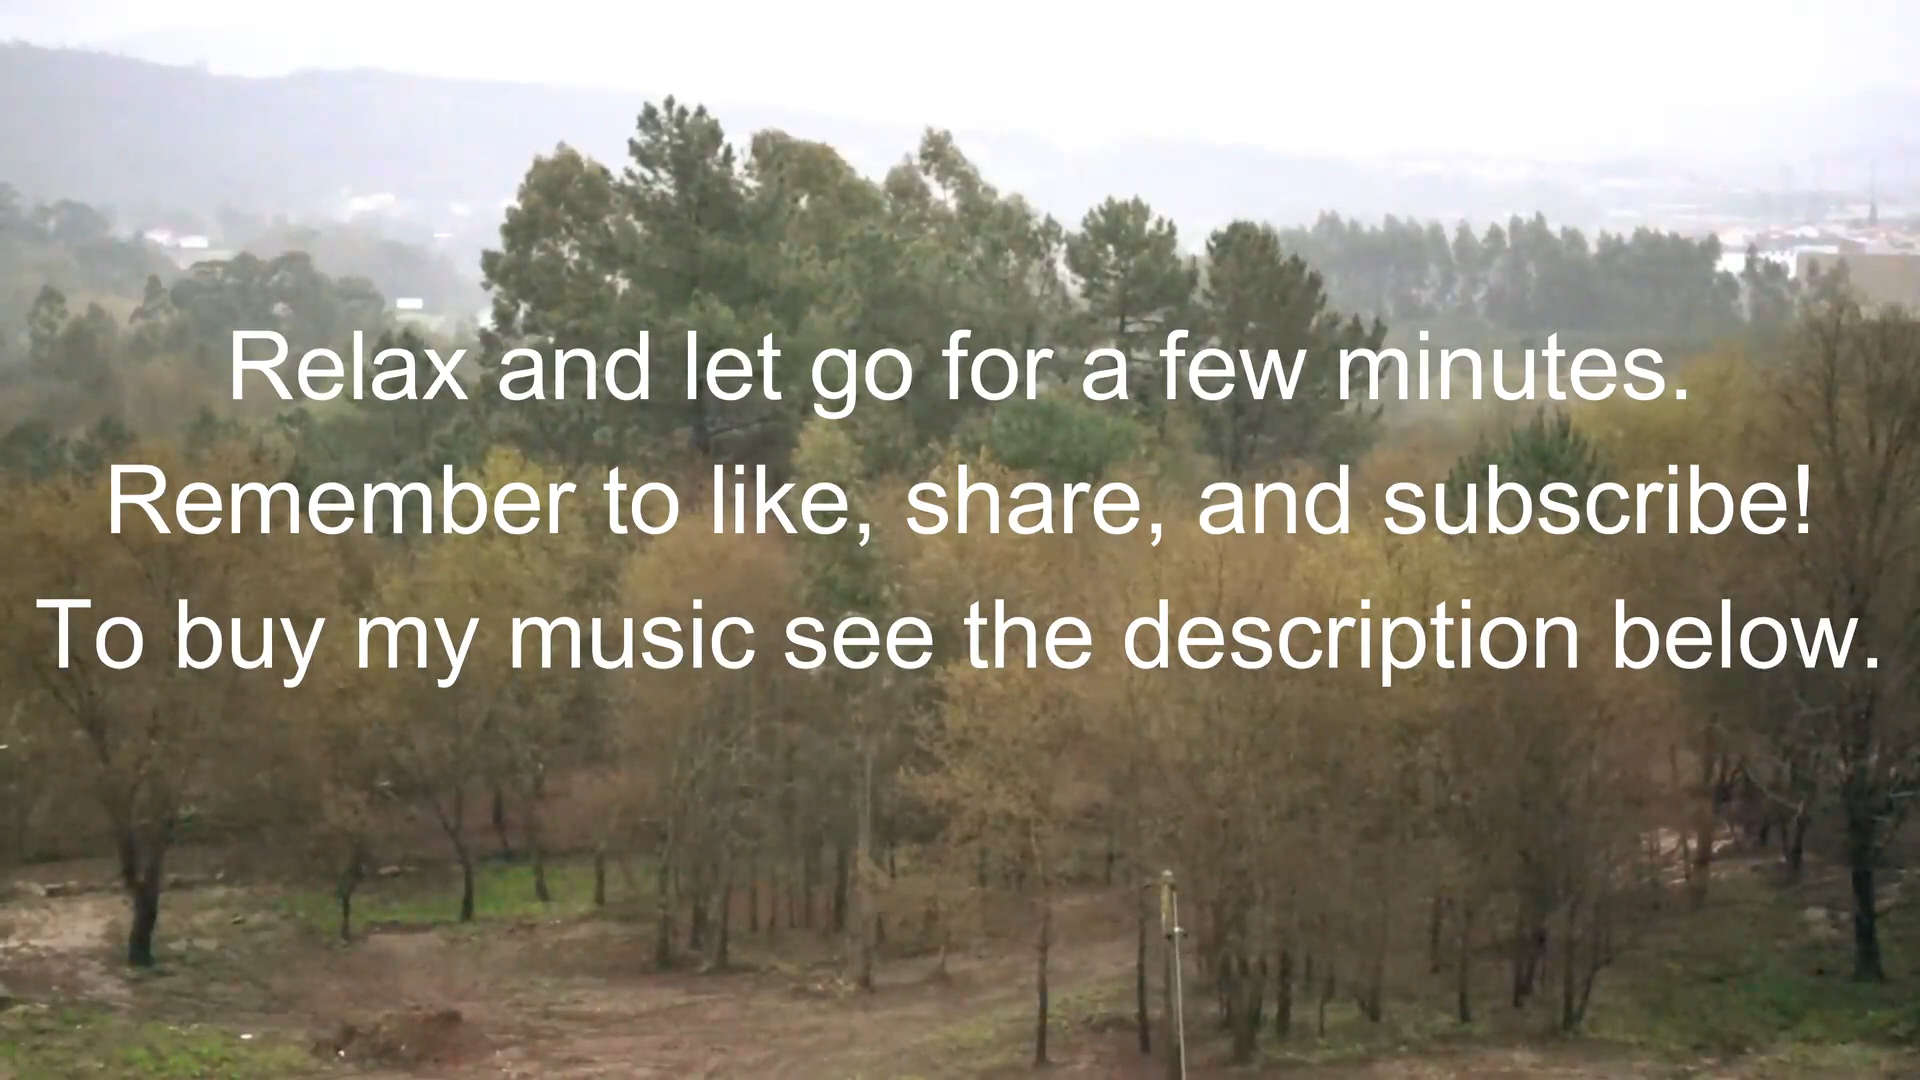 Relax and let go for a few minutes.
Remember to like, share, and subscribe!
To buy my music see the description below.